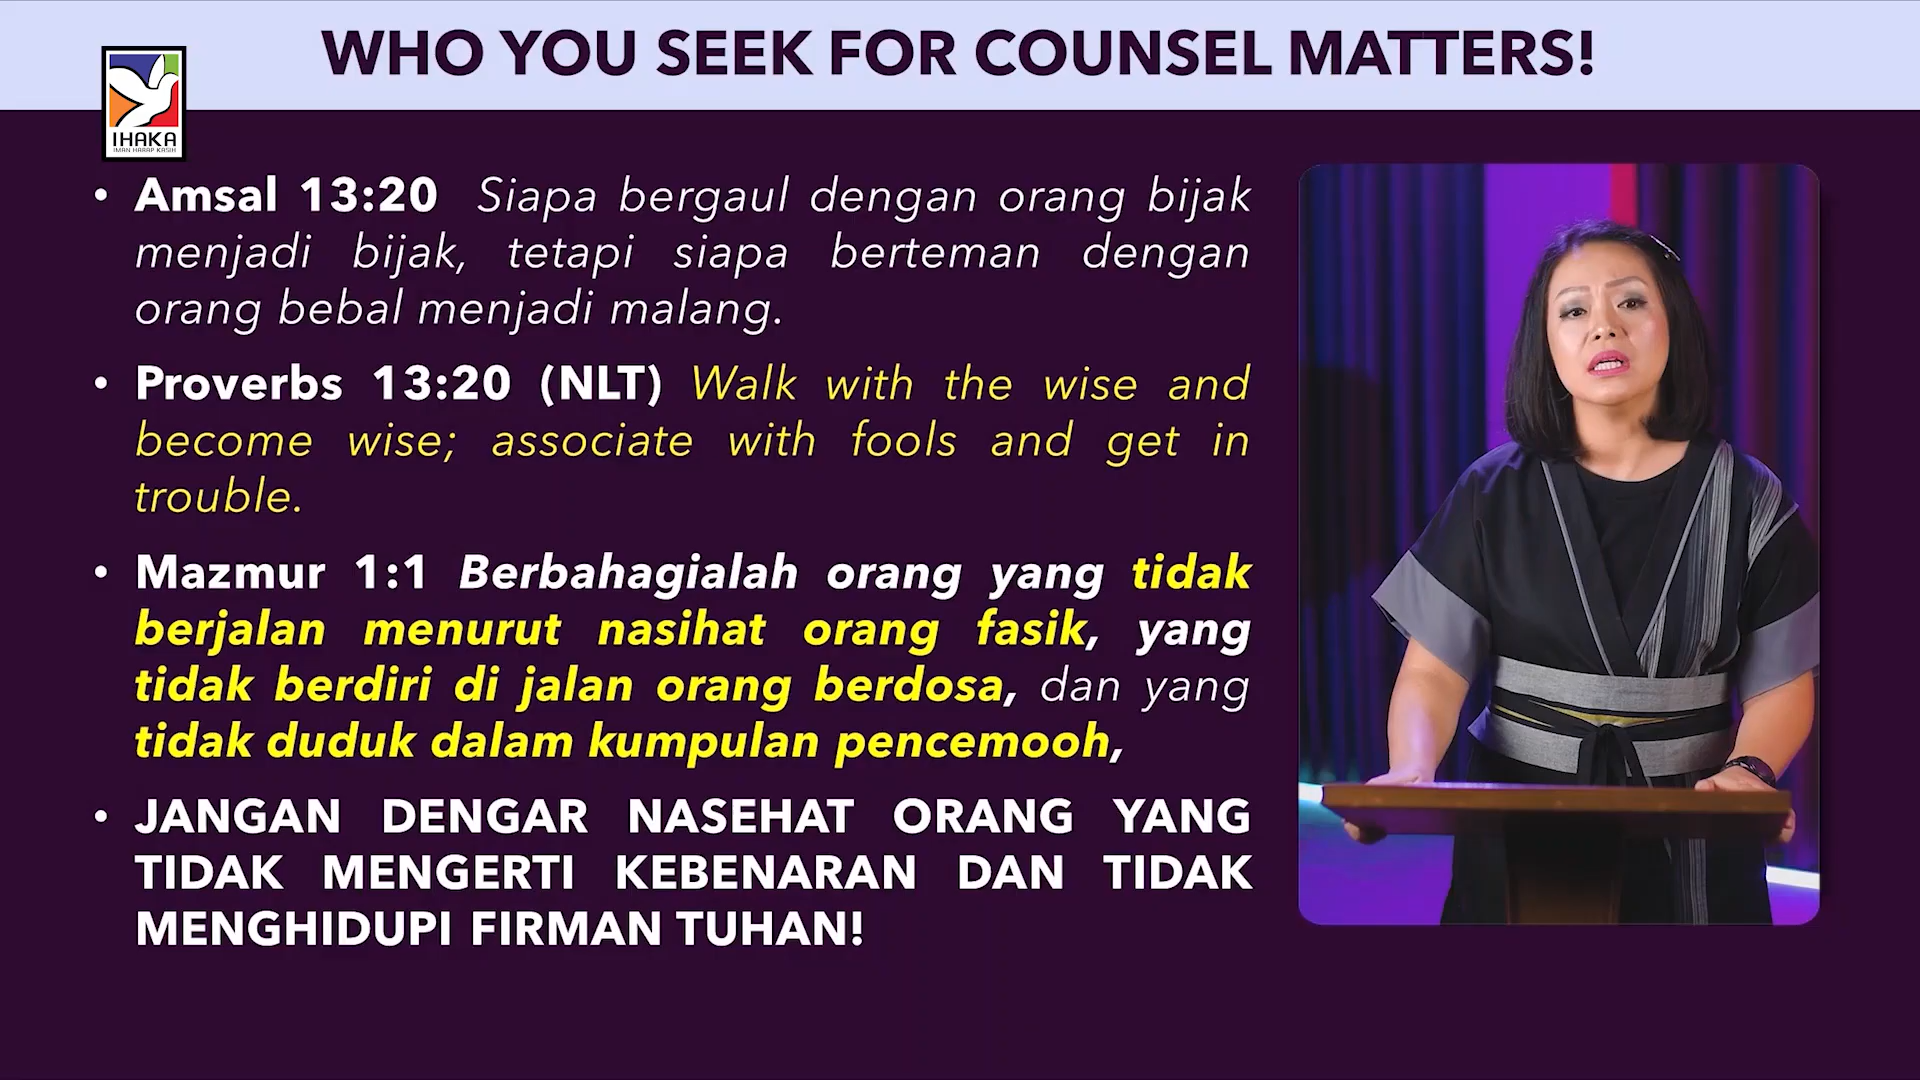 WHO YOU SEEK FOR COUNSEL MATTERS!
IHAKA
IMAN HARAP KASIH
• Amsal 13:20 Siapa bergaul dengan orang bijak
menjadi bijak, tetapi siapa berteman dengan
orang bebal menjadi malang.
• Proverbs 13:20 (NLT) Walk with the wise and
become wise; associate with fools and get in
trouble.
• Mazmur 1:1 Berbahagialah orang yang tidak
berjalan menurut nasihat orang fasik, yang
tidak berdiri di jalan orang berdosa, dan yang
tidak duduk dalam kumpulan pencemooh,
• JANGAN DENGAR NASEHAT ORANG YANG
TIDAK MENGERTI KEBENARAN DAN TIDAK
MENGHIDUPI FIRMAN TUHAN!